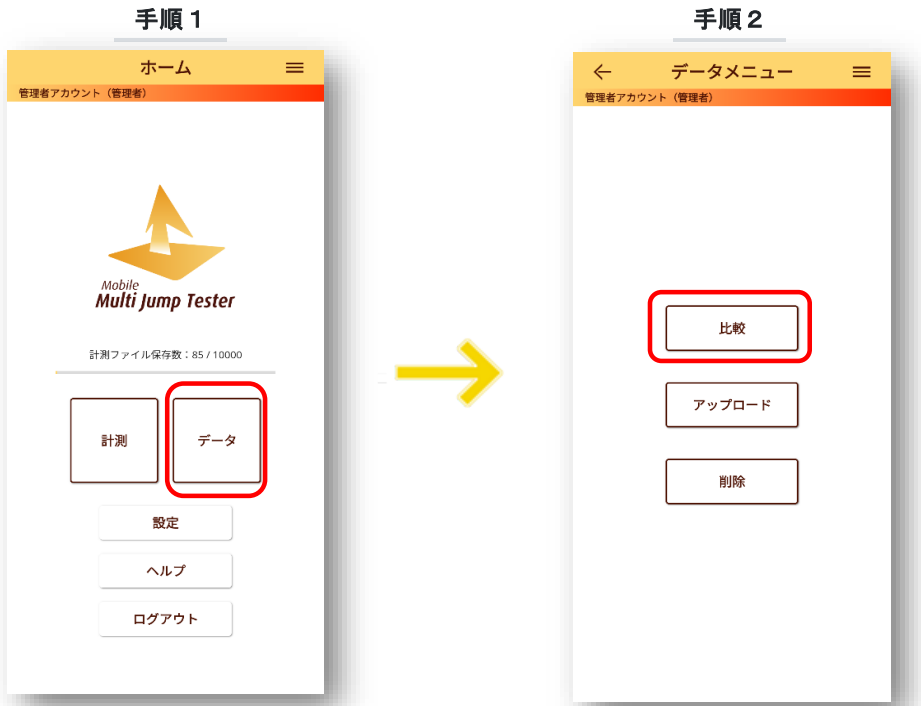 手順１
ホーム
管理者アカウント（管理者）
Mobile
Multi Jump Tester
計測ファイル保存数：85 / 10000
計測
データ
設定
ヘルプ
ログアウト
手順２
データメニュー
管理者アカウント（管理者）
比較
アップロード
削除